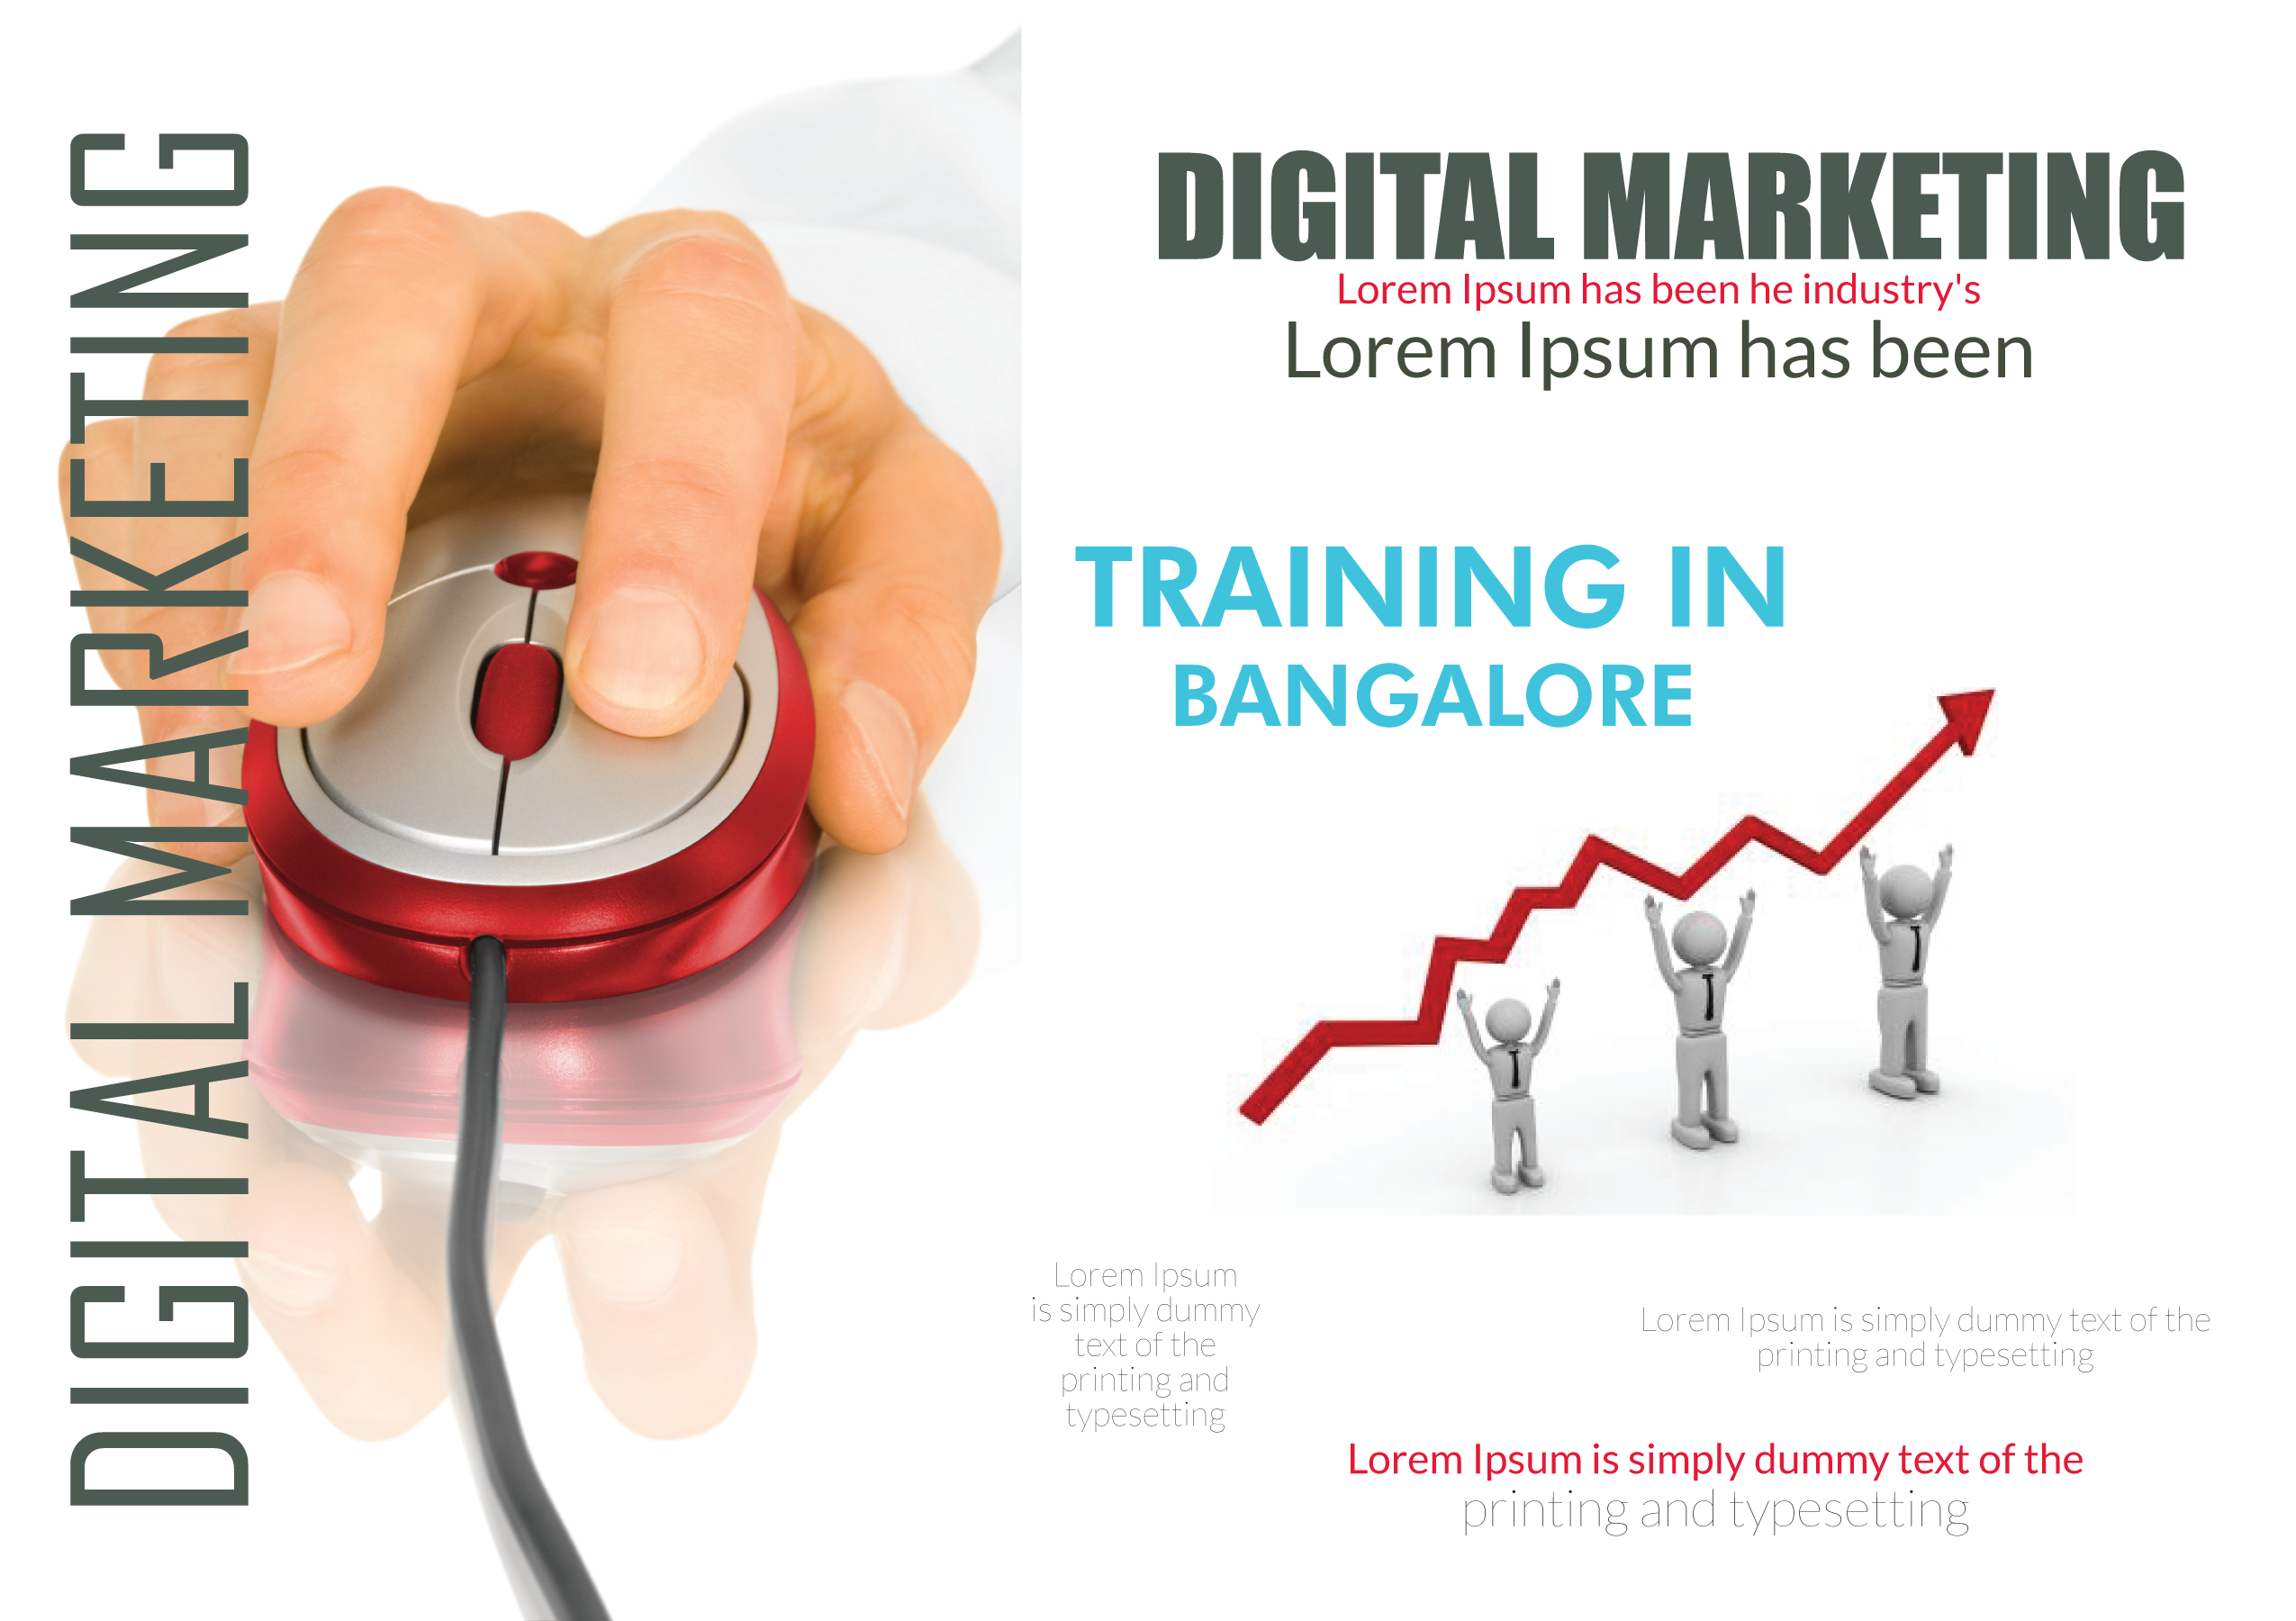 DIGITAL MARKETING
DIGITAL MARKETING
Lorem Ipsum has been he industry's
Lorem Ipsum has been
TRAINING IN
BANGALORE
Lorem Ipsum
is simply dummy
text of the
printing and
typesetting
Lorem Ipsum is simply dummy text of the
printing and typesetting
Lorem Ipsum is simply dummy text of the
printing and typesetting